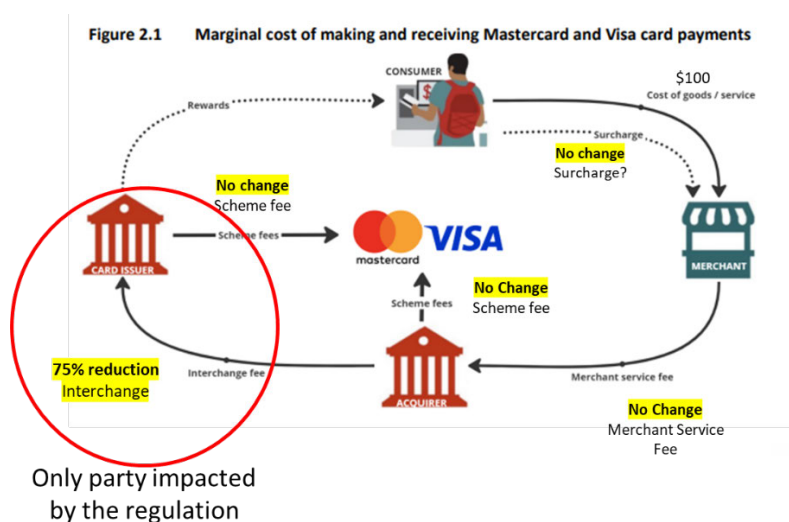 Figure 2.1 Marginal cost of making and receiving Mastercard and Visa card payments
CONSUMER
$
$100
Cost of goods / service
Rewards
Surcharge
No change
Surcharge?
No change
Scheme fee
Scheme fees
mastercard
VISA
CARD ISSUER
MERCHANT
Scheme fees
No Change
Scheme fee
75% reduction
Interchange
Interchange fee
ACQUIRER
Merchant service fee
No Change
Merchant Service
Fee
Only party impacted
by the regulation